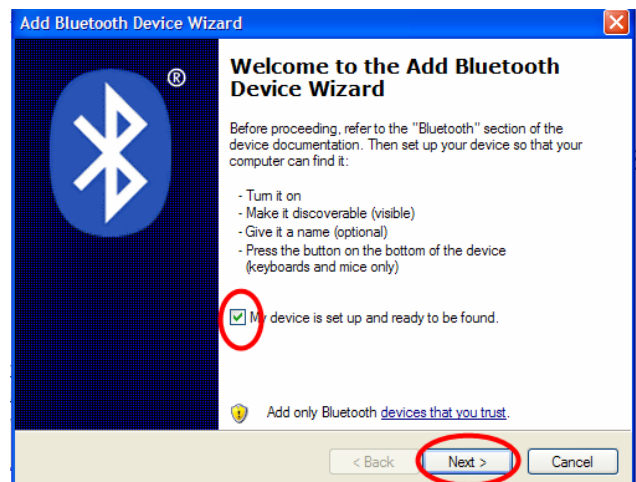 Add Bluetooth Device Wizard
®
Welcome to the Add Bluetooth
Device Wizard
Before proceeding, refer to the "Bluetooth" section of the
device documentation. Then set up your device so that your
computer can find it:
- Turn it on
- Make it discoverable (visible)
- Give it a name (optional)
- Press the button on the bottom of the device
(keyboards and mice only)
My device is set up and ready to be found.
Add only Bluetooth devices that you trust.
< Back Next > Cancel